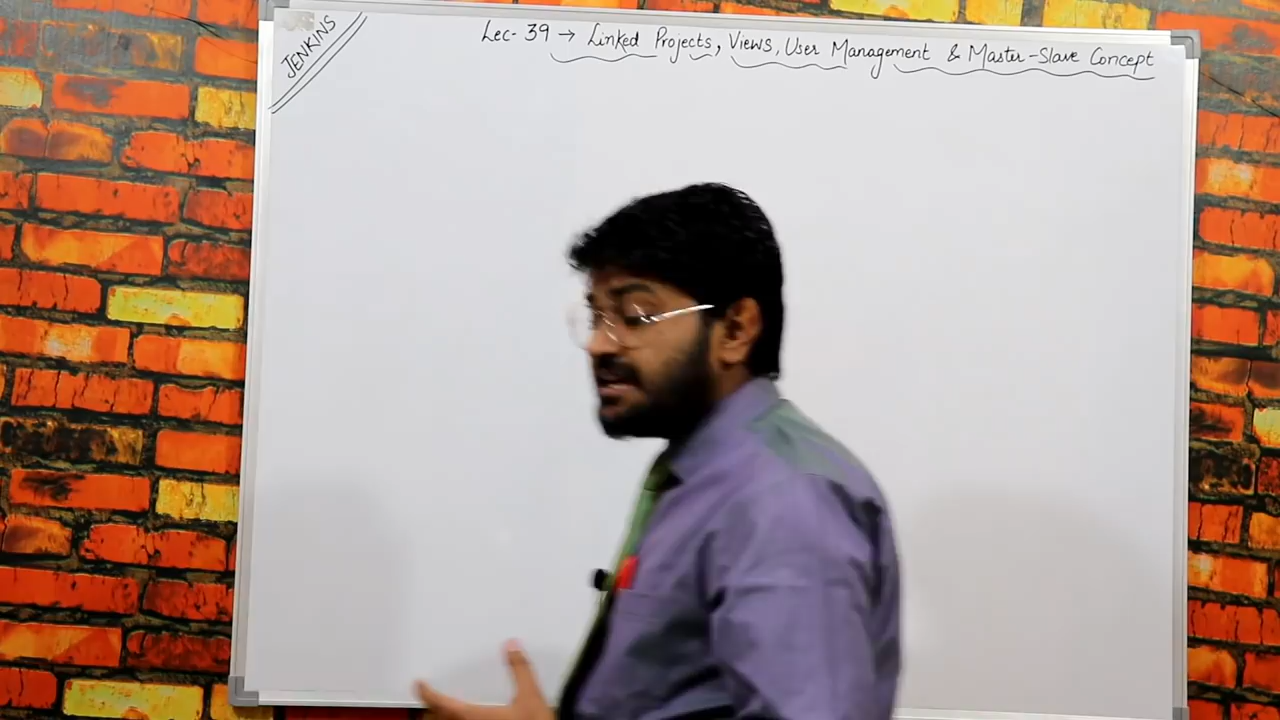 JENKINS
Lec- 39 → Linked Projects, Views, User Management & Master-Slave Concept